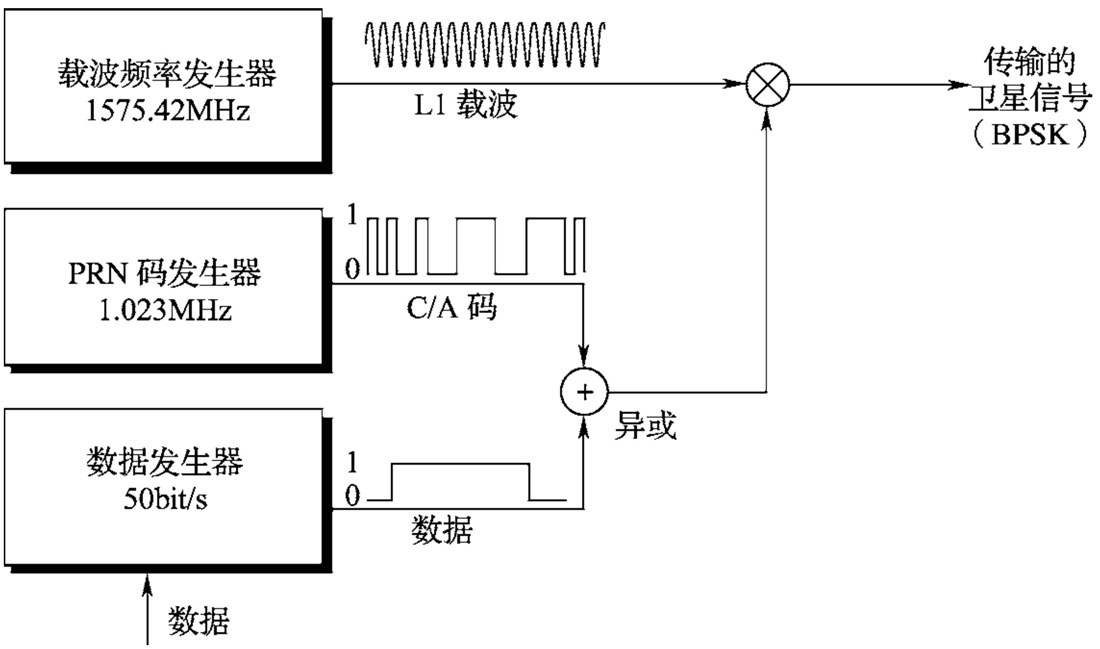 载波频率发生器
1575.42MHz
L1 载波
传输的
卫星信号
（BPSK）
PRN 码发生器
1.023MHz
1
0
C/A 码
异或
数据发生器
50bit/s
1
0
数据
数据